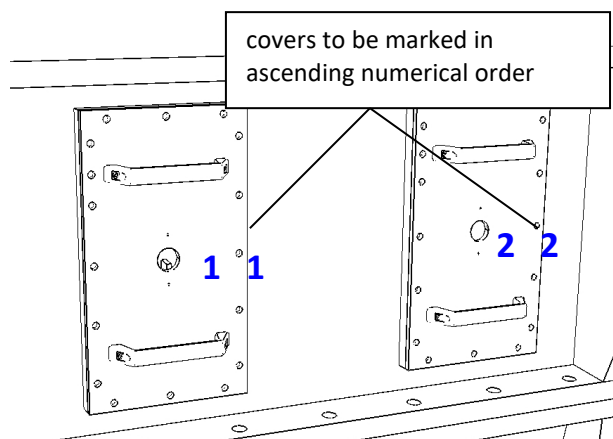 covers to be marked in
ascending numerical order
1 1
2 2